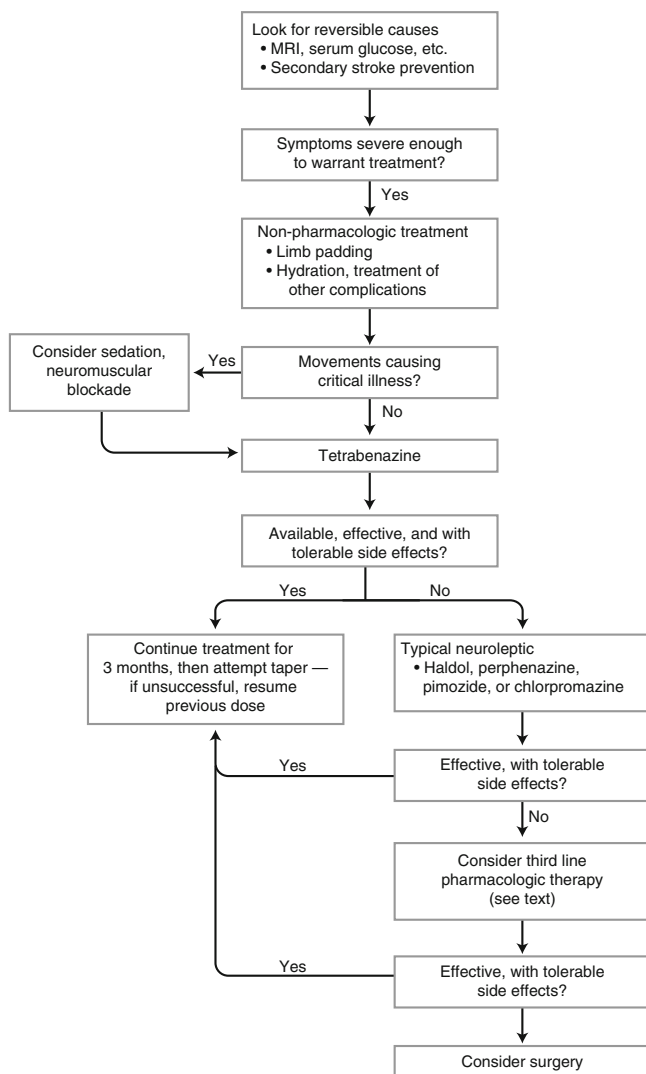 Look for reversible causes
• MRI, serum glucose, etc.
• Secondary stroke prevention
Symptoms severe enough
to warrant treatment?
Yes
Non-pharmacologic treatment
• Limb padding
• Hydration, treatment of
other complications
Consider sedation,
neuromuscular
blockade
Yes
Movements causing
critical illness?
No
Tetrabenazine
Available, effective, and with
tolerable side effects?
Yes
No
Continue treatment for
3 months, then attempt taper —
if unsuccessful, resume
previous dose
Typical neuroleptic
• Haldol, perphenazine,
pimozide, or chlorpromazine
Yes
Effective, with tolerable
side effects?
No
Consider third line
pharmacologic therapy
(see text)
Yes
Effective, with tolerable
side effects?
Consider surgery